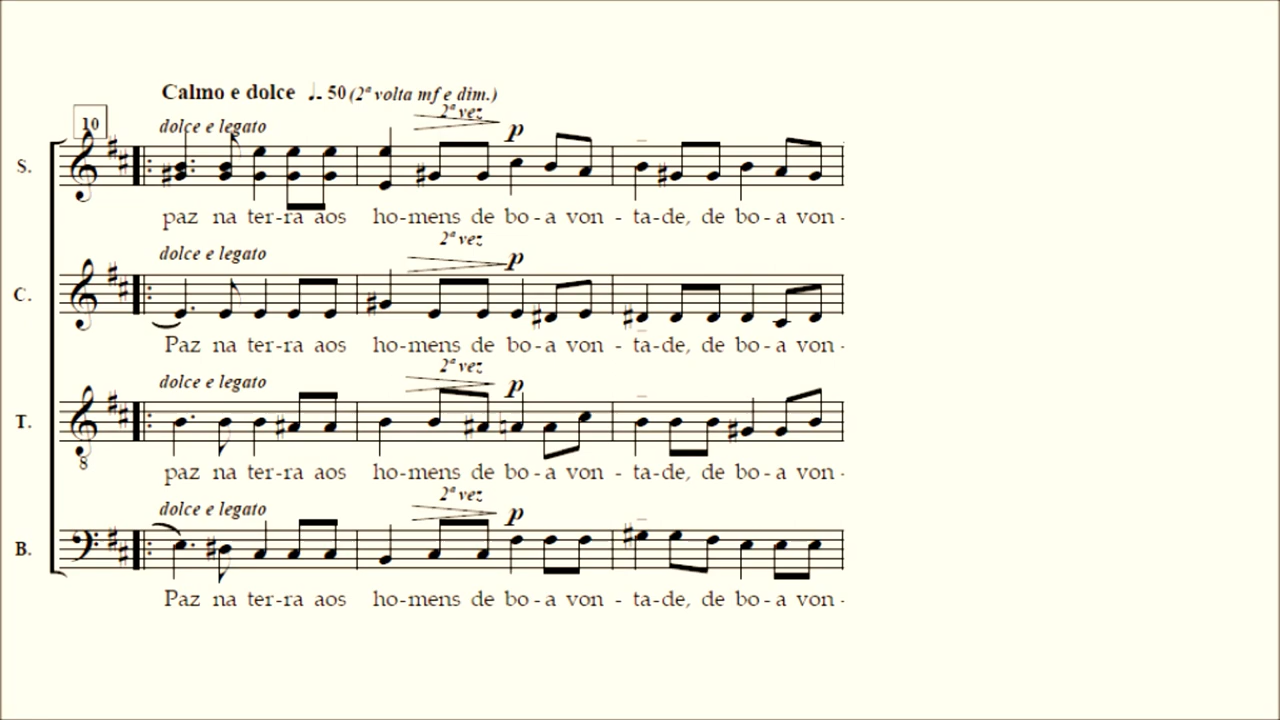 Calmo e dolce ♩. 50 (2ª volta mf e dim.)
10
dolce e legato 2ª vez p
S.
paz na ter-ra aos ho-mens de bo-a von - ta-de, de bo-a von-
dolce e legato 2ª vez p
C.
Paz na ter-ra aos ho-mens de bo-a von - ta-de, de bo-a von-
dolce e legato 2ª vez p
T.
8
paz na ter-ra aos ho-mens de bo-a von - ta-de, de bo-a von-
dolce e legato 2ª vez p
B.
Paz na ter-ra aos ho-mens de bo-a von - ta-de, de bo-a von-